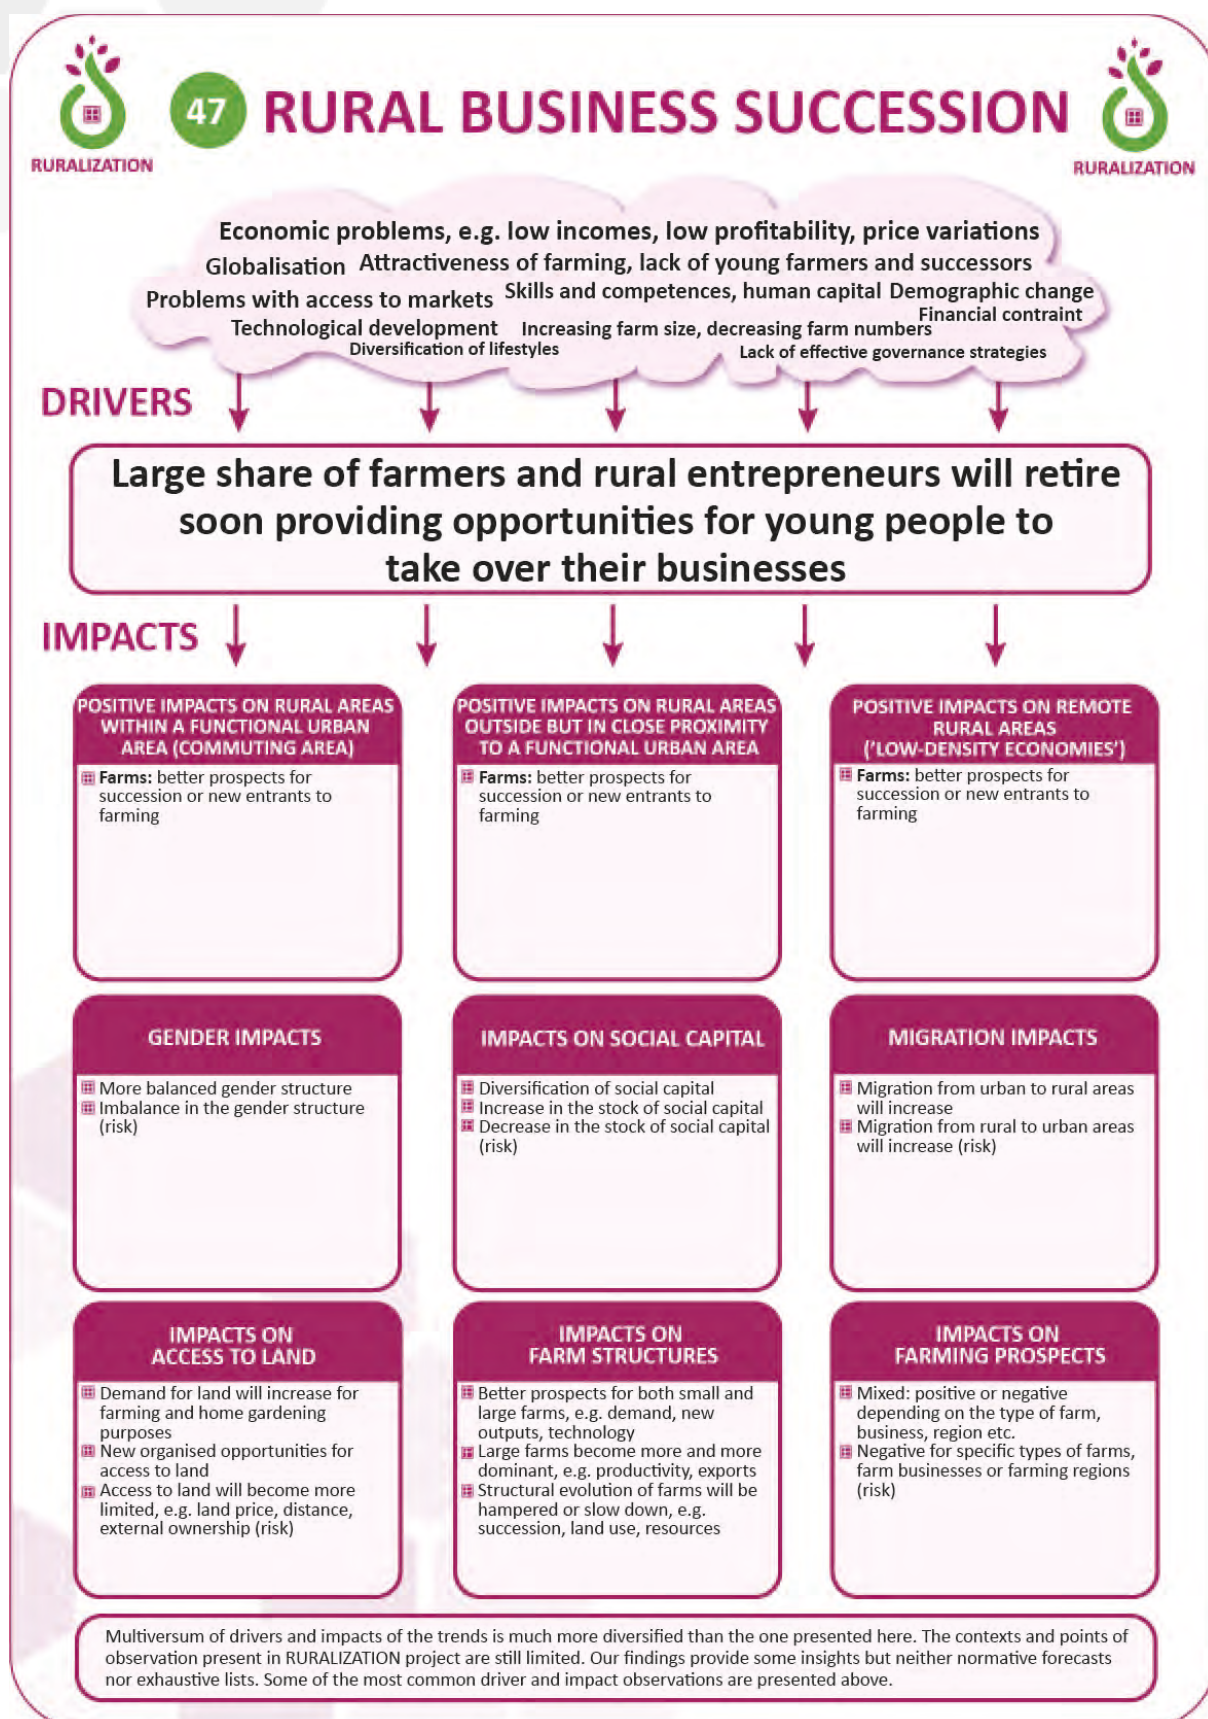 RURALIZATION
47 RURAL BUSINESS SUCCESSION
RURALIZATION
Economic problems, e.g. low incomes, low profitability, price variations
Globalisation Attractiveness of farming, lack of young farmers and successors
Problems with access to markets Skills and competences, human capital Demographic change
Financial contraint
Technological development Increasing farm size, decreasing farm numbers
Diversification of lifestyles Lack of effective governance strategies
DRIVERS
Large share of farmers and rural entrepreneurs will retire
soon providing opportunities for young people to
take over their businesses
IMPACTS
POSITIVE IMPACTS ON RURAL AREAS
WITHIN A FUNCTIONAL URBAN
AREA (COMMUTING AREA)
Farms: better prospects for
succession or new entrants to
farming
POSITIVE IMPACTS ON RURAL AREAS
OUTSIDE BUT IN CLOSE PROXIMITY
TO A FUNCTIONAL URBAN AREA
Farms: better prospects for
succession or new entrants to
farming
POSITIVE IMPACTS ON REMOTE
RURAL AREAS
('LOW-DENSITY ECONOMIES')
Farms: better prospects for
succession or new entrants to
farming
GENDER IMPACTS
More balanced gender structure
Imbalance in the gender structure
(risk)
IMPACTS ON SOCIAL CAPITAL
Diversification of social capital
Increase in the stock of social capital
Decrease in the stock of social capital
(risk)
MIGRATION IMPACTS
Migration from urban to rural areas
will increase
Migration from rural to urban areas
will increase (risk)
IMPACTS ON
ACCESS TO LAND
Demand for land will increase for
farming and home gardening
purposes
New organised opportunities for
access to land
Access to land will become more
limited, e.g. land price, distance,
external ownership (risk)
IMPACTS ON
FARM STRUCTURES
Better prospects for both small and
large farms, e.g. demand, new
outputs, technology
Large farms become more and more
dominant, e.g. productivity, exports
Structural evolution of farms will be
hampered or slow down, e.g.
succession, land use, resources
IMPACTS ON
FARMING PROSPECTS
Mixed: positive or negative
depending on the type of farm,
business, region etc.
Negative for specific types of farms,
farm businesses or farming regions
(risk)
Multiversum of drivers and impacts of the trends is much more diversified than the one presented here. The contexts and points of
observation present in RURALIZATION project are still limited. Our findings provide some insights but neither normative forecasts
nor exhaustive lists. Some of the most common driver and impact observations are presented above.